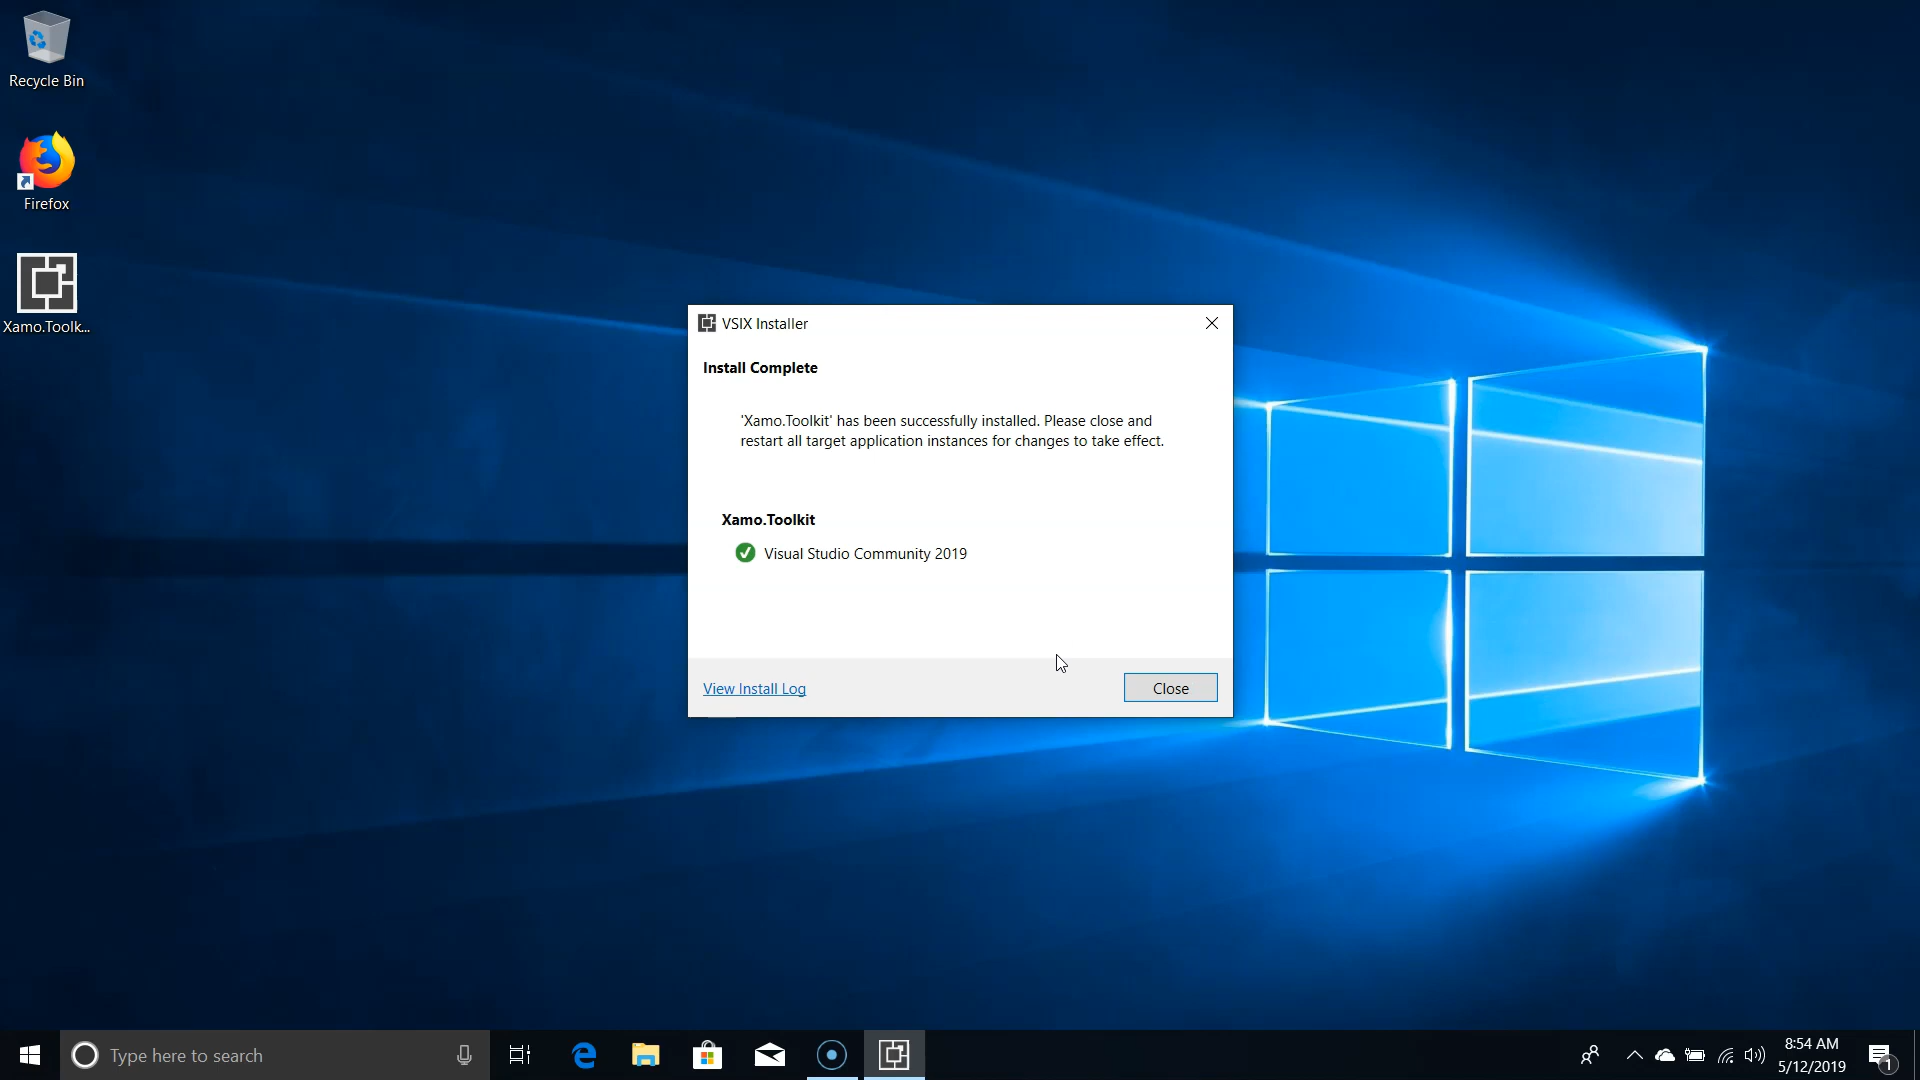 Recycle Bin
Firefox
Xamo.Toolk...
VSIX Installer
Install Complete
'Xamo.Toolkit' has been successfully installed. Please close and
restart all target application instances for changes to take effect.
Xamo.Toolkit
Visual Studio Community 2019
View Install Log
Close
Type here to search
8:54 AM
5/12/2019
1